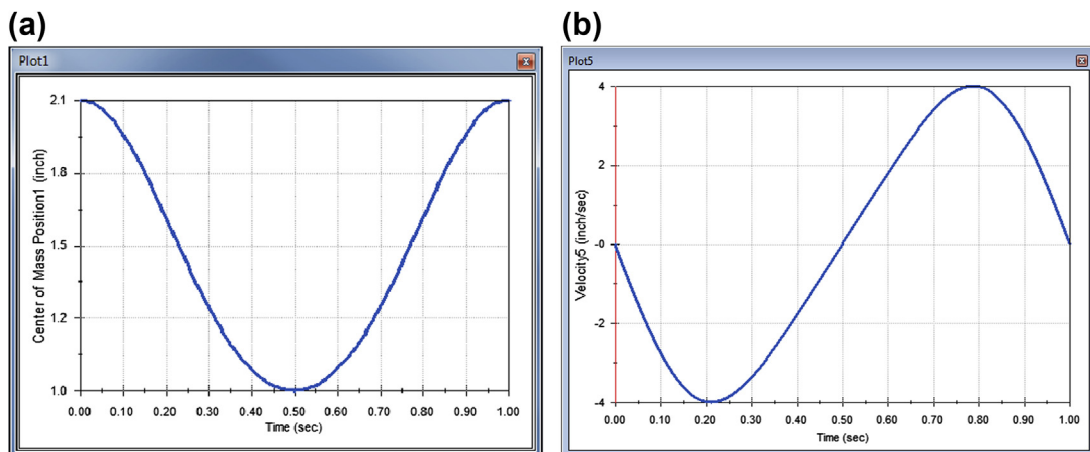 (a)
Plot1
2.1
1.8
1.5
1.2
1.0
Center of Mass Position1 (inch)
0.00 0.10 0.20 0.30 0.40 0.50 0.60 0.70 0.80 0.90 1.00
Time (sec)
(b)
Plot5
4
2
-0
-2
-4
Velocity5 (inch/sec)
0.00 0.10 0.20 0.30 0.40 0.50 0.60 0.70 0.80 0.90 1.00
Time (sec)